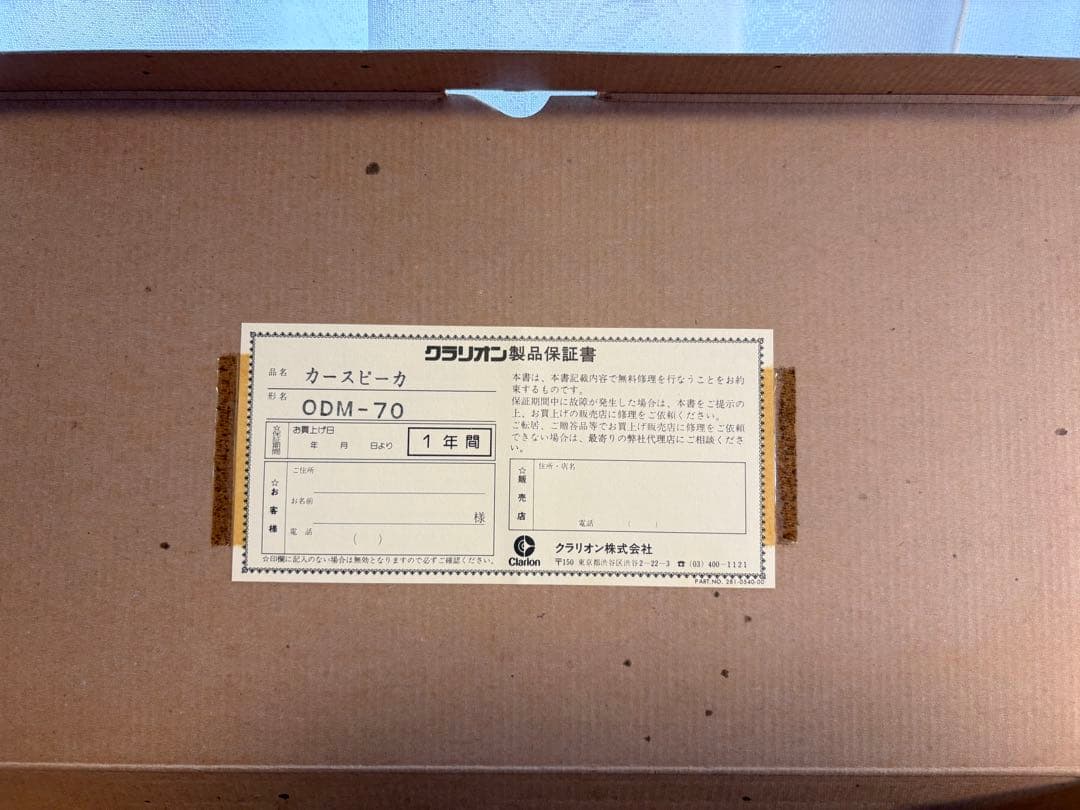 クラリオン製品保証書
品名 カースピーカ
形名 ODM-70
☆保証期間
お買上げ日
年 月 日より
1年間
☆お客様
ご住所
お名前
様
電話
( )
☆印欄に記入のない場合は無効となりますので必ずご確認ください。
本書は、本書記載内容で無料修理を行なうことをお約
束するものです。
保証期間中に故障が発生した場合は、本書をご提示の
上、お買上げの販売店に修理をご依頼ください。
ご転居、ご贈答品等でお買上げ販売店に修理をご依頼
できない場合は、最寄りの弊社代理店にご相談くださ
い。
☆販売店
住所・店名
電話 ( )
Clarion
クラリオン株式会社
〒150 東京都渋谷区渋谷2-22-3 ☎(03)400-1121
PART.NO. 281-0540-00